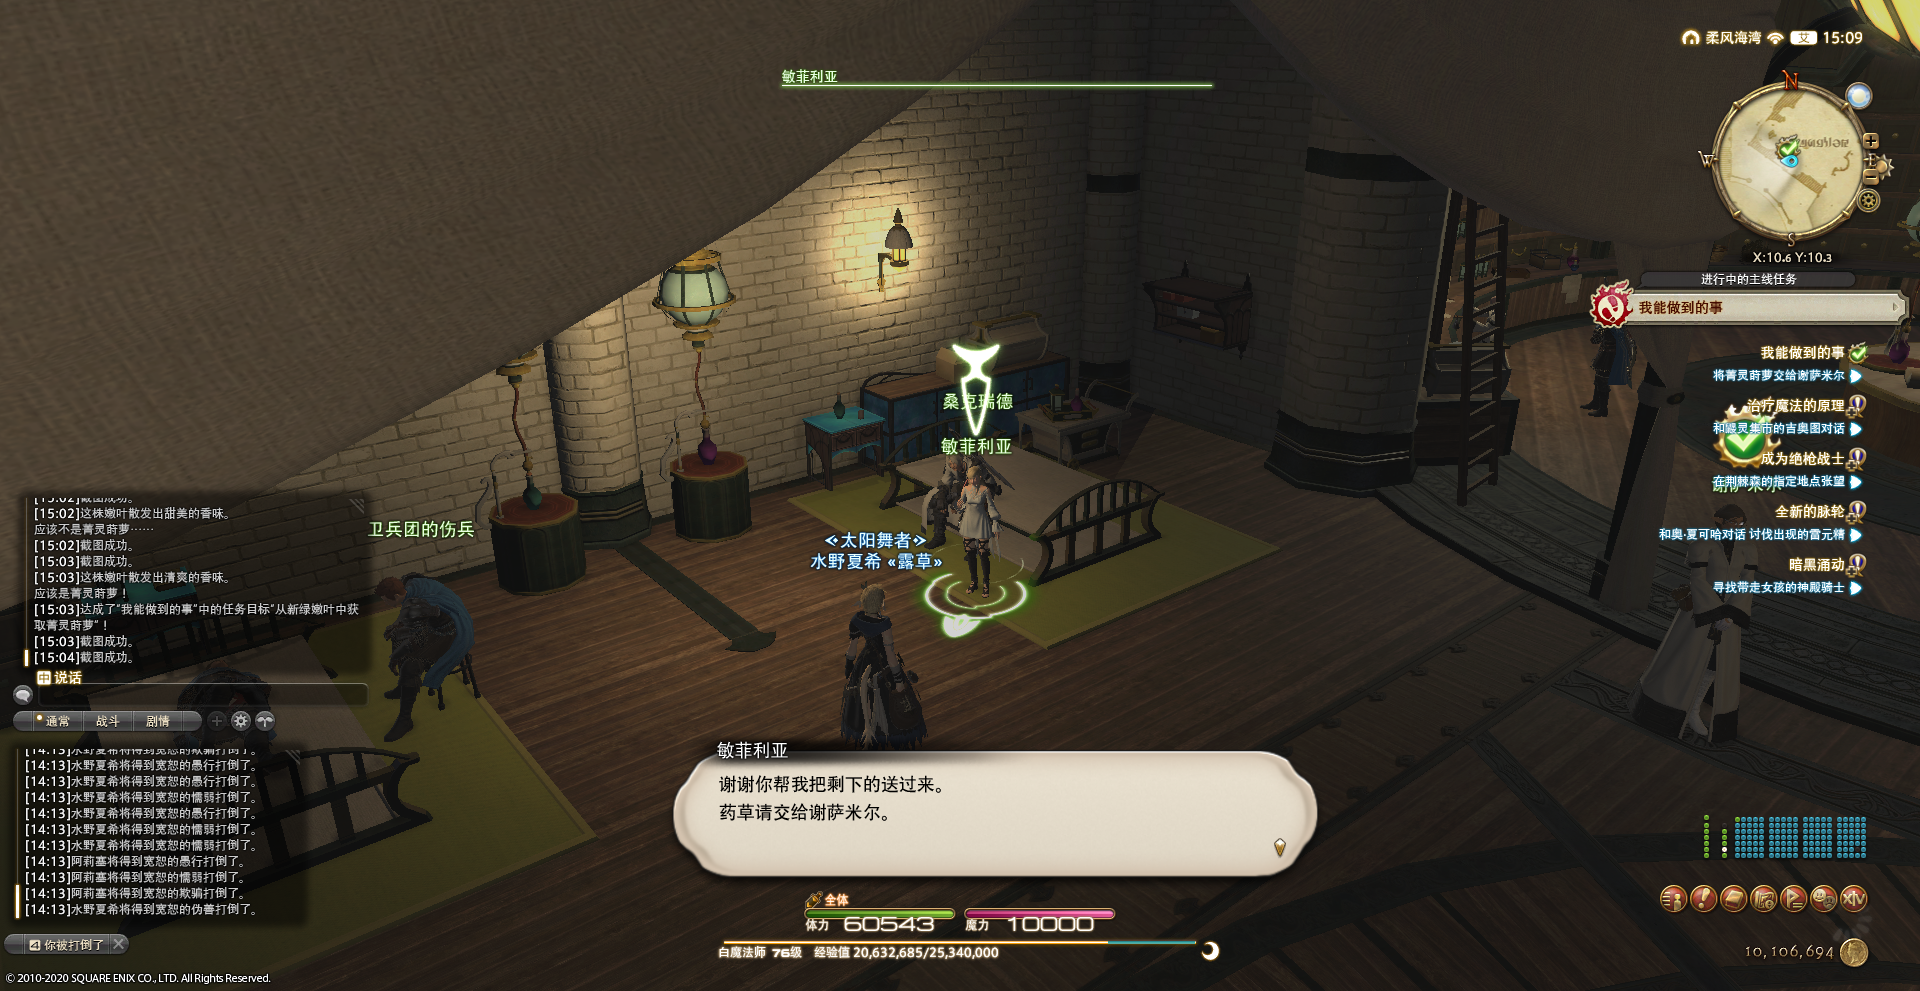 敏菲利亚
柔风海湾
艾 15:09
N
W
E
S
X:10.6 Y:10.3
进行中的主线任务
我能做到的事
我能做到的事
将菁灵莳萝交给谢萨米尔
治疗魔法的原理
和鼹灵集市的吉奥图对话
成为绝枪战士
在荆棘森的指定地点张望
谢萨米尔
全新的脉轮
和奥·夏可哈对话 讨伐出现的雷元精
暗黑涌动
寻找带走女孩的神殿骑士
桑克瑞德
敏菲利亚
卫兵团的伤兵
太阳舞者
水野夏希 «露草»
[15:02]截图成功。
[15:02]这株嫩叶散发出甜美的香味。
应该不是菁灵莳萝……
[15:02]截图成功。
[15:03]截图成功。
[15:03]这株嫩叶散发出清爽的香味。
应该是菁灵莳萝！
[15:03]达成了“我能做到的事”中的任务目标“从新绿嫩叶中获
取菁灵莳萝”！
[15:03]截图成功。
[15:04]截图成功。
中 说话
通常 战斗 剧情
[14:13]水野夏希将得到宽恕的欺骗打倒了。
[14:13]水野夏希将得到宽恕的愚行打倒了。
[14:13]水野夏希将得到宽恕的愚行打倒了。
[14:13]水野夏希将得到宽恕的懦弱打倒了。
[14:13]水野夏希将得到宽恕的愚行打倒了。
[14:13]水野夏希将得到宽恕的懦弱打倒了。
[14:13]水野夏希将得到宽恕的懦弱打倒了。
[14:13]阿莉塞将得到宽恕的愚行打倒了。
[14:13]阿莉塞将得到宽恕的懦弱打倒了。
[14:13]阿莉塞将得到宽恕的欺骗打倒了。
[14:13]水野夏希将得到宽恕的伪善打倒了。
4 你被打倒了
敏菲利亚
谢谢你帮我把剩下的送过来。
药草请交给谢萨米尔。
全体
体力 60543 魔力 10000
白魔法师 76级 经验值 20,632,685/25,340,000
XIV
10,106,694
© 2010-2020 SQUARE ENIX CO., LTD. All Rights Reserved.